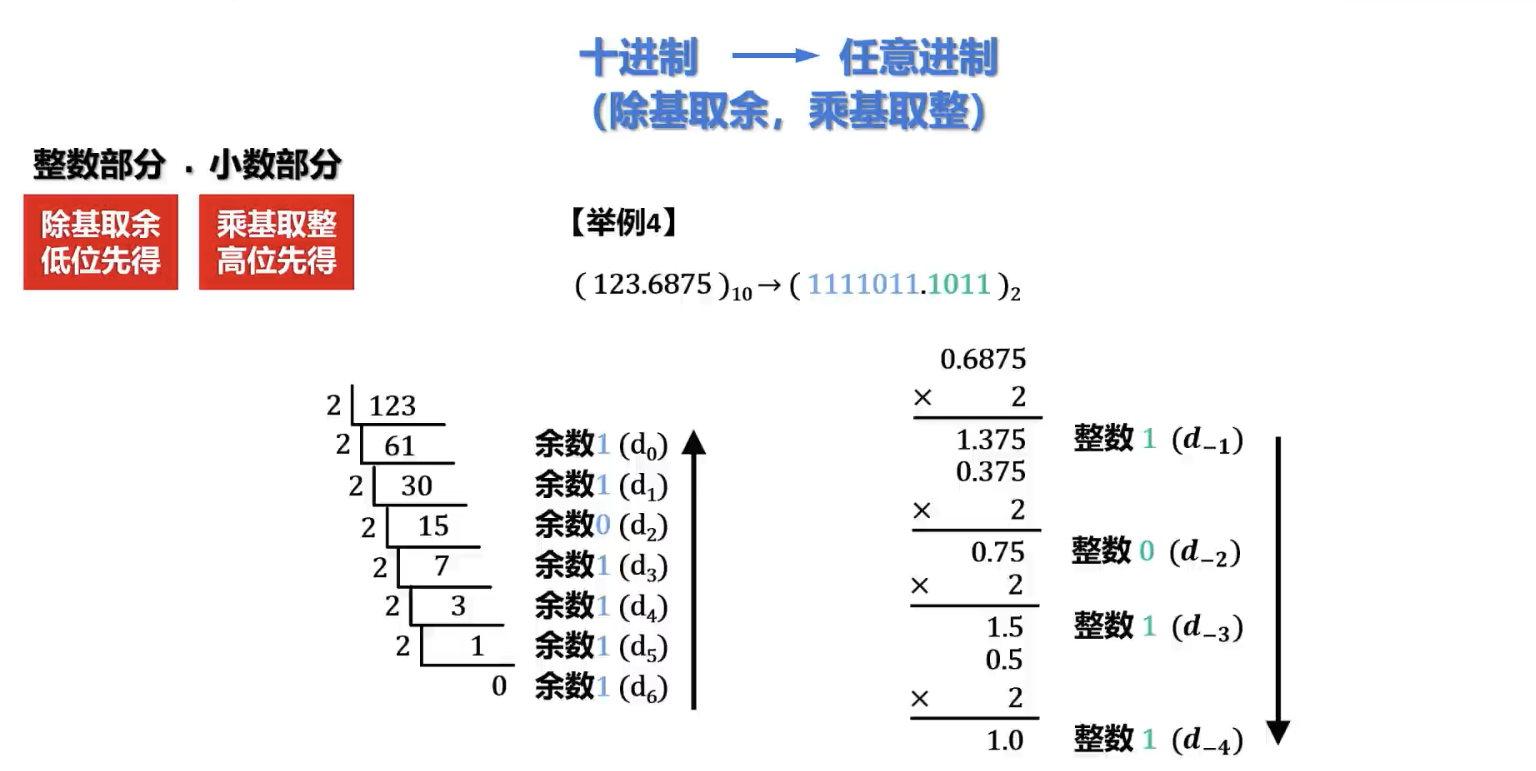 十进制 → 任意进制
(除基取余，乘基取整)
整数部分 . 小数部分
除基取余
低位先得
乘基取整
高位先得
【举例4】
( 123.6875 )₁₀ → ( 1111011.1011 )₂
2 123
2 61 余数1 (d₀)
2 30 余数1 (d₁)
2 15 余数0 (d₂)
2 7 余数1 (d₃)
2 3 余数1 (d₄)
2 1 余数1 (d₅)
0 余数1 (d₆)
0.6875
× 2
1.375 整数 1 (d₋₁)
0.375
× 2
0.75 整数 0 (d₋₂)
× 2
1.5 整数 1 (d₋₃)
0.5
× 2
1.0 整数 1 (d₋₄)